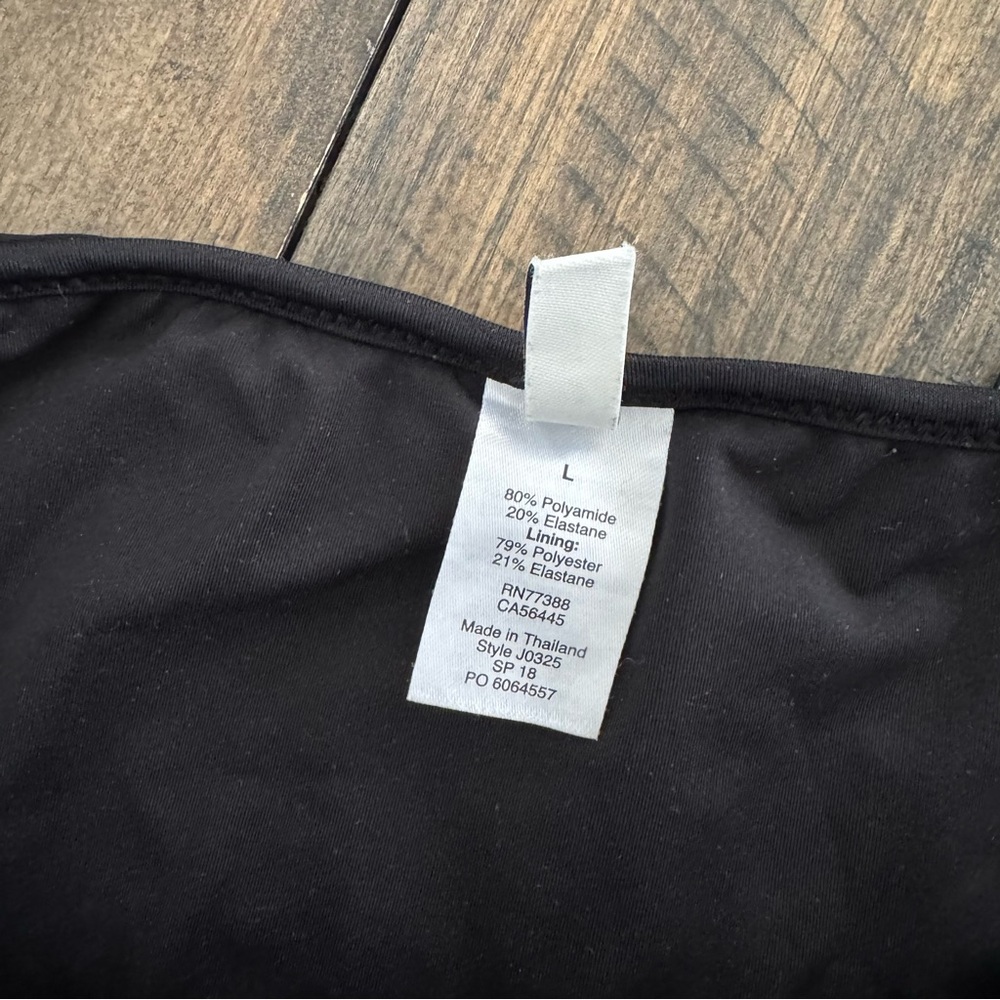 L
80% Polyamide
20% Elastane
Lining:
79% Polyester
21% Elastane
RN77388
CA56445
Made in Thailand
Style J0325
SP 18
PO 6064557